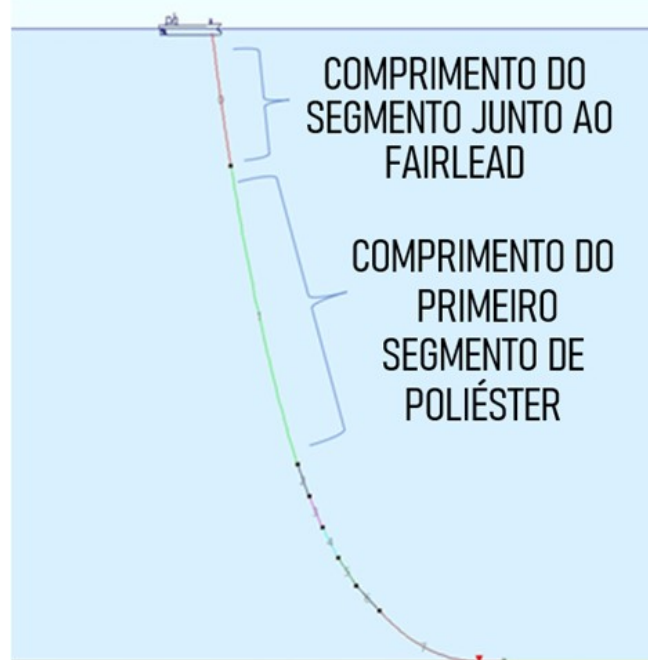 COMPRIMENTO DO
SEGMENTO JUNTO AO
FAIRLEAD
COMPRIMENTO DO
PRIMEIRO
SEGMENTO DE
POLIÉSTER